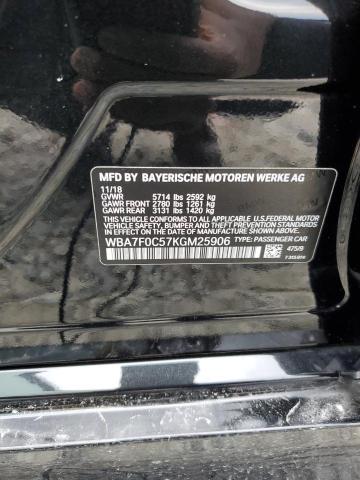 MFD BY BAYERISCHE MOTOREN WERKE AG
11/18
GVWR 5714 lbs 2592 kg
GAWR FRONT 2780 lbs 1261 kg
GAWR REAR 3131 lbs 1420 kg
THIS VEHICLE CONFORMS TO ALL APPLICABLE U.S. FEDERAL MOTOR
VEHICLE SAFETY, BUMPER, AND THEFT PREVENTION STANDARDS IN
EFFECT ON THE DATE OF MANUFACTURE SHOWN ABOVE.
WBA7F0C57KGM25906 TYPE: PASSENGER CAR
475/9